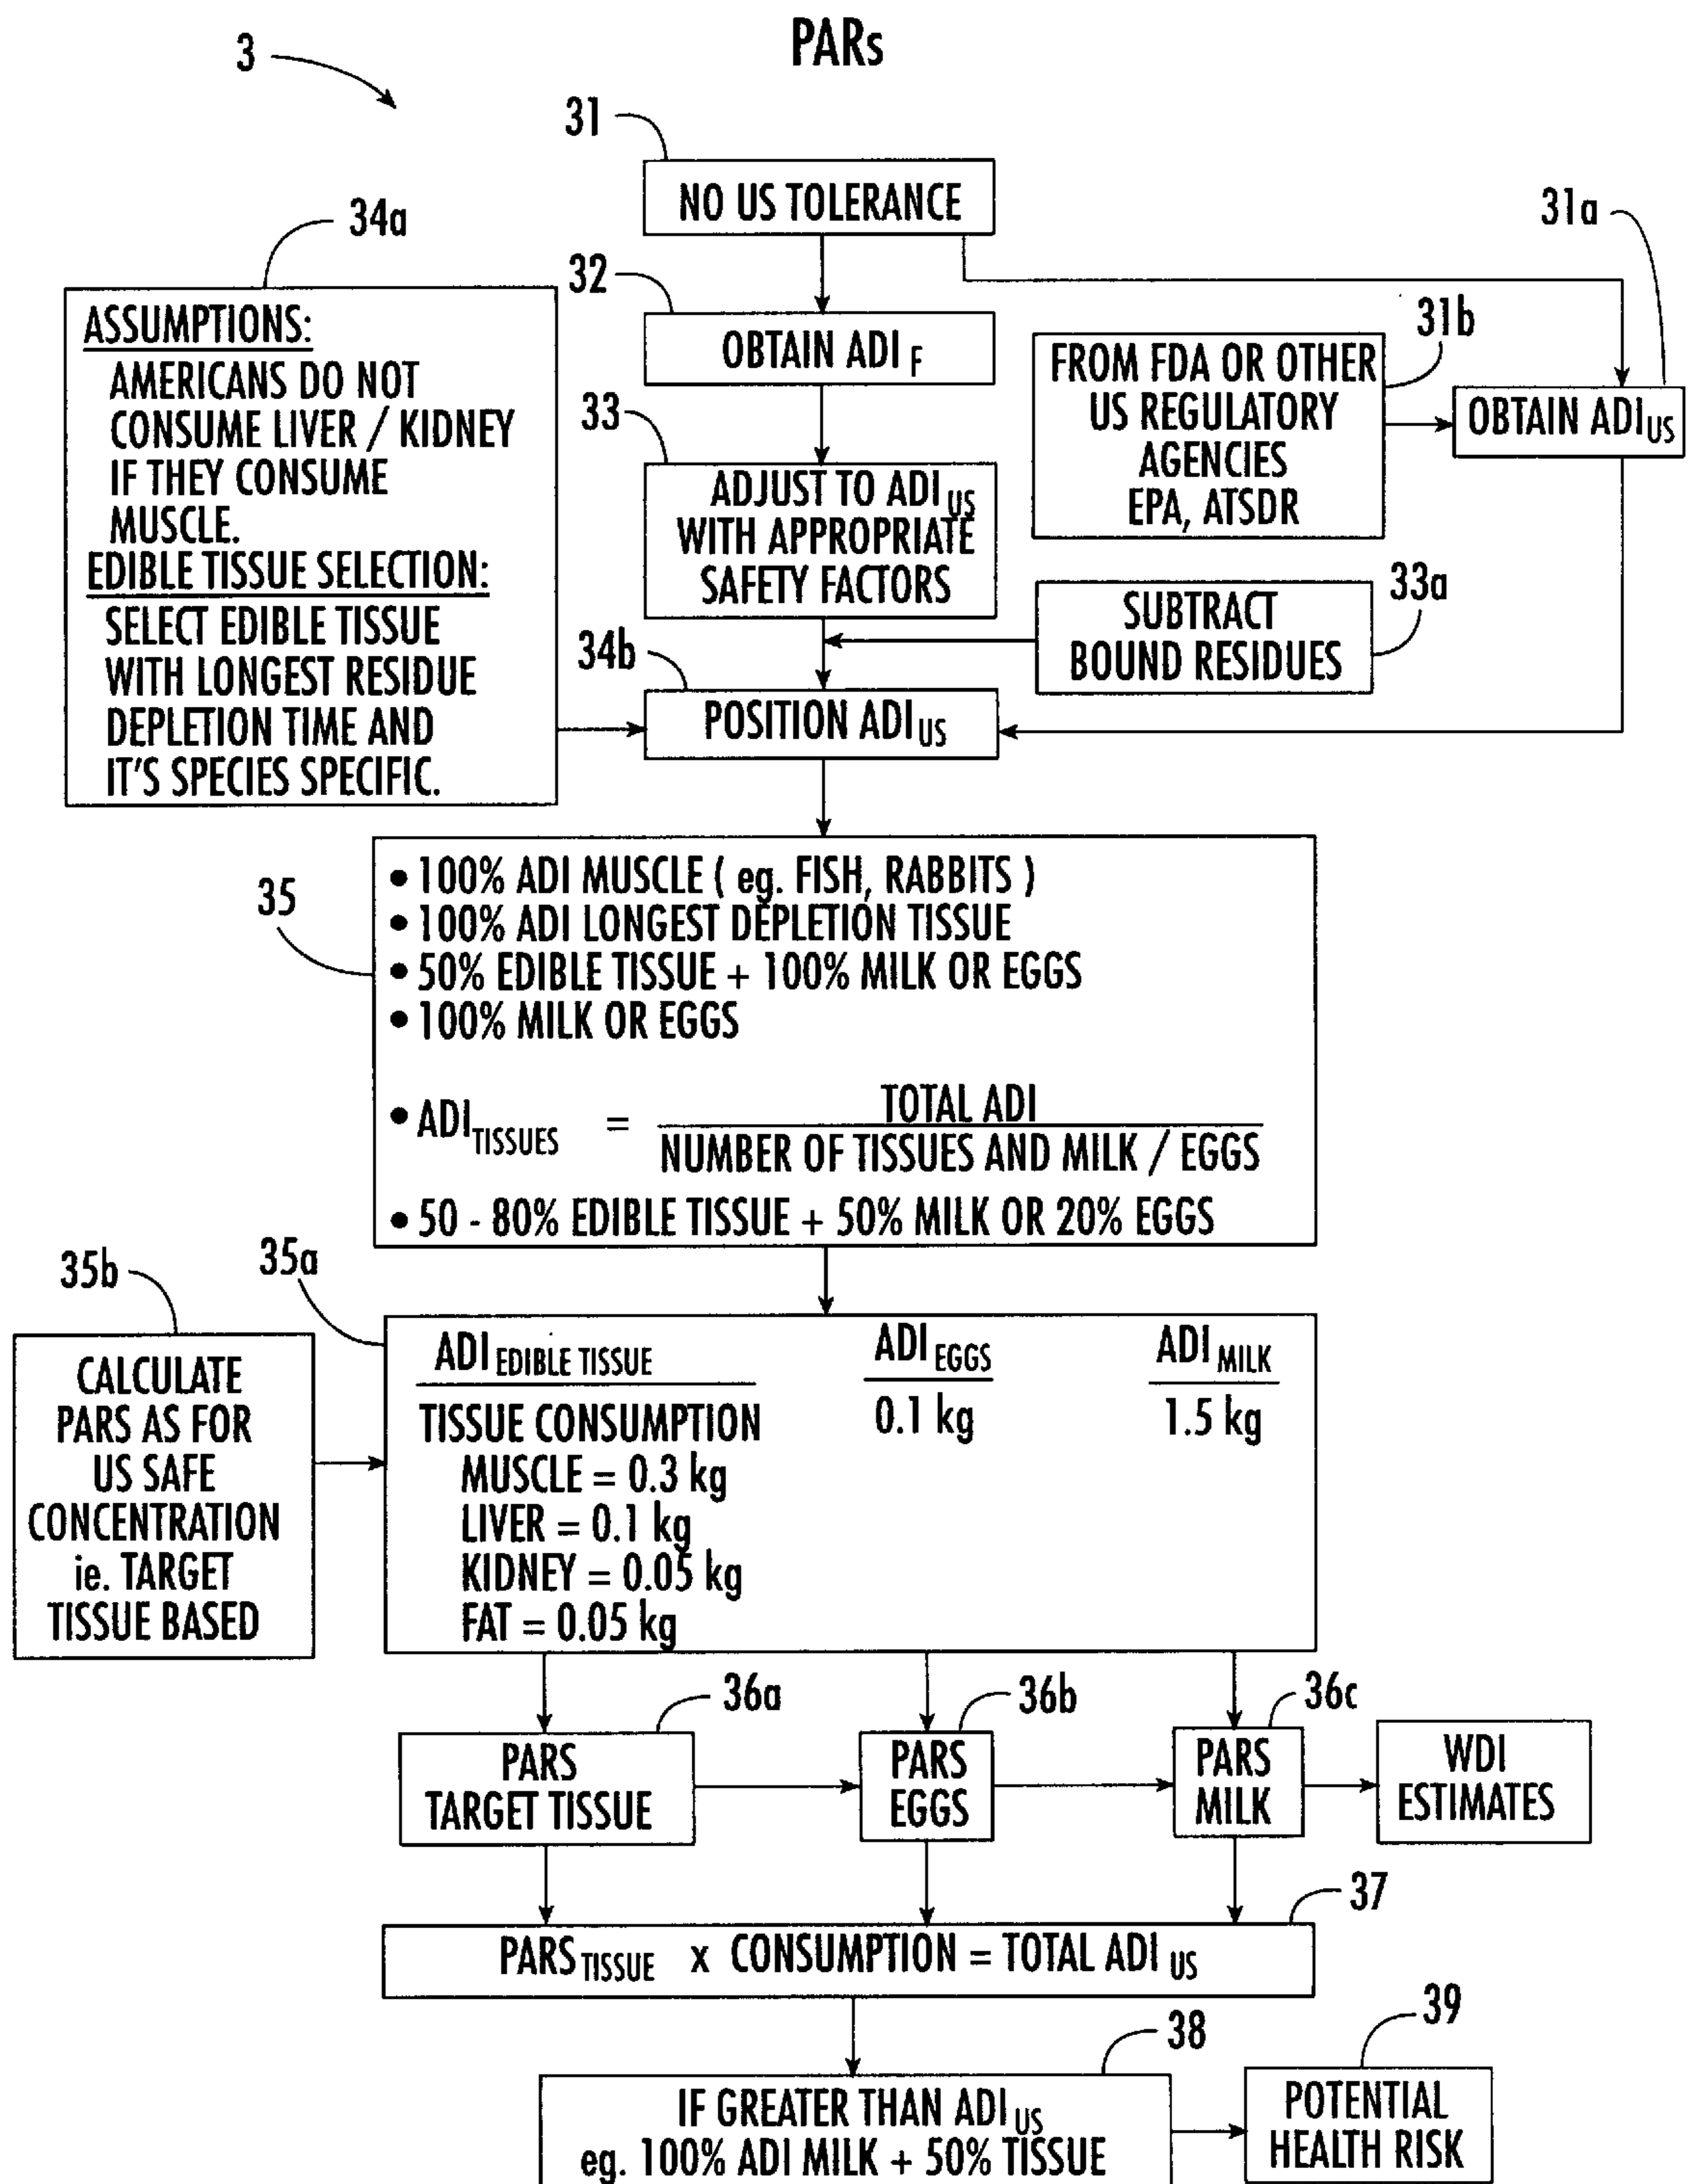 PARs
3
31
NO US TOLERANCE
34a
31a
32
ASSUMPTIONS:
AMERICANS DO NOT
CONSUME LIVER / KIDNEY
IF THEY CONSUME
MUSCLE.
EDIBLE TISSUE SELECTION:
SELECT EDIBLE TISSUE
WITH LONGEST RESIDUE
DEPLETION TIME AND
IT'S SPECIES SPECIFIC.
OBTAIN ADI F
31b
FROM FDA OR OTHER
US REGULATORY
AGENCIES
EPA, ATSDR
OBTAIN ADI US
33
ADJUST TO ADI US
WITH APPROPRIATE
SAFETY FACTORS
33a
SUBTRACT
BOUND RESIDUES
34b
POSITION ADI US
35
• 100% ADI MUSCLE ( eg. FISH, RABBITS )
• 100% ADI LONGEST DEPLETION TISSUE
• 50% EDIBLE TISSUE + 100% MILK OR EGGS
• 100% MILK OR EGGS
• ADI TISSUES = TOTAL ADI
NUMBER OF TISSUES AND MILK / EGGS
• 50 - 80% EDIBLE TISSUE + 50% MILK OR 20% EGGS
35b
35a
CALCULATE
PARS AS FOR
US SAFE
CONCENTRATION
ie. TARGET
TISSUE BASED
ADI EDIBLE TISSUE
TISSUE CONSUMPTION
MUSCLE = 0.3 kg
LIVER = 0.1 kg
KIDNEY = 0.05 kg
FAT = 0.05 kg
ADI EGGS
0.1 kg
ADI MILK
1.5 kg
36a
36b
36c
PARS
TARGET TISSUE
PARS
EGGS
PARS
MILK
WDI
ESTIMATES
37
PARS TISSUE x CONSUMPTION = TOTAL ADI US
38
39
IF GREATER THAN ADI US
eg. 100% ADI MILK + 50% TISSUE
POTENTIAL
HEALTH RISK